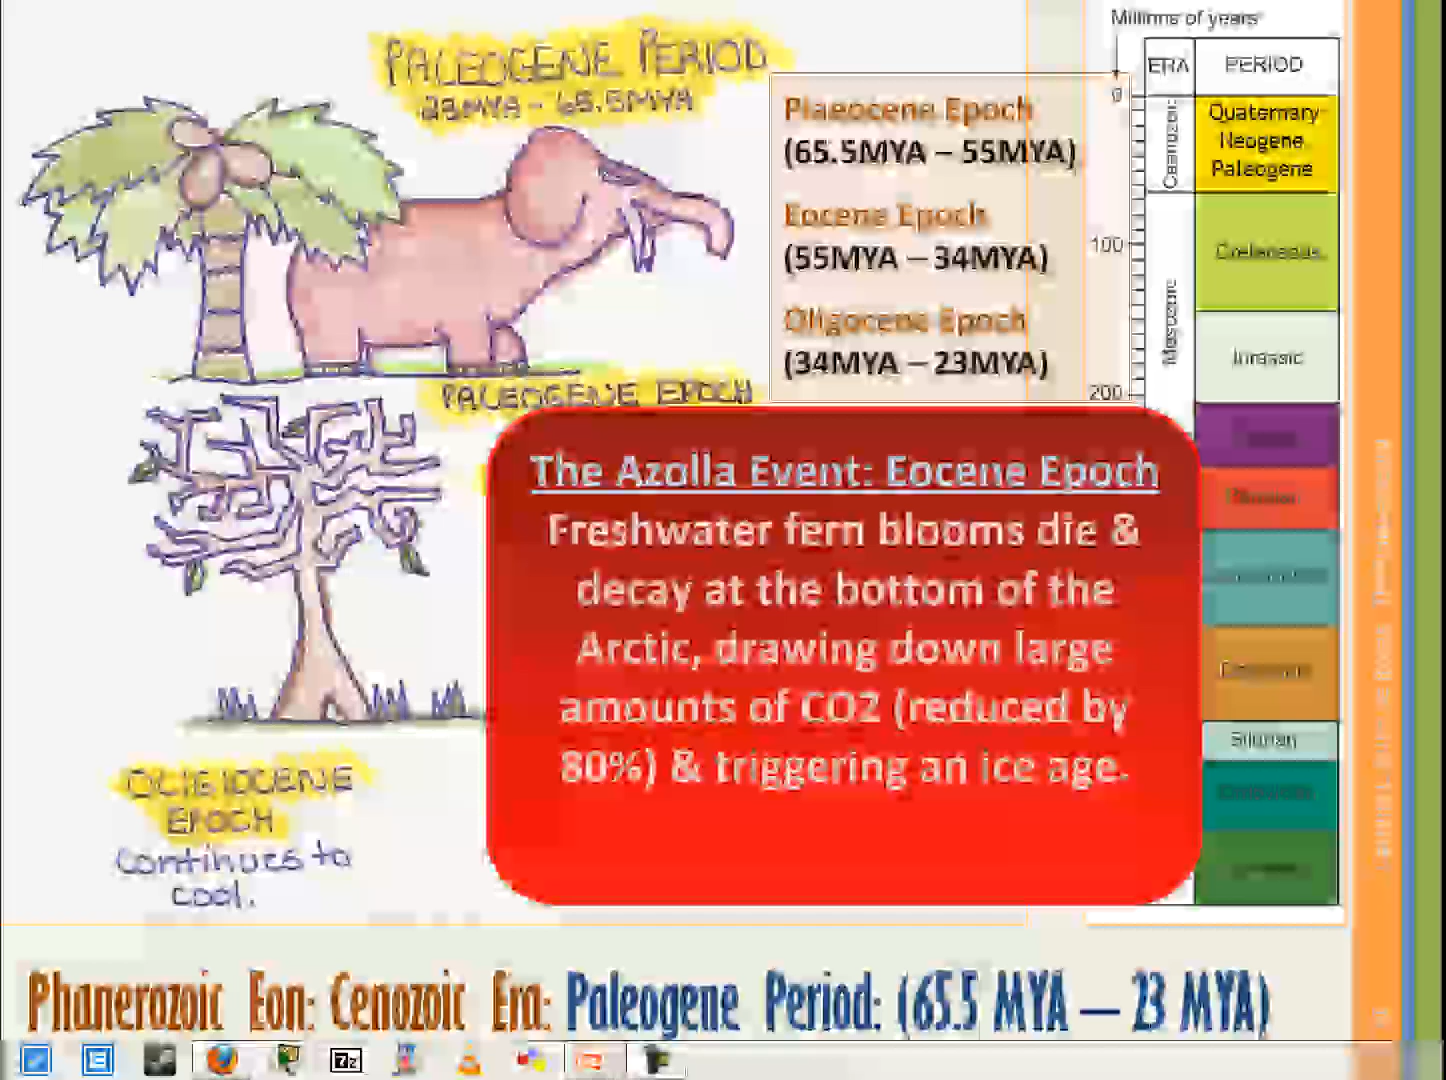 PALEOGENE PERIOD
23MYA - 65.5MYA
Plaeocene Epoch
(65.5MYA – 55MYA)
Eocene Epoch
(55MYA – 34MYA)
Oligocene Epoch
(34MYA – 23MYA)
PALEOGENE EPOCH
The Azolla Event: Eocene Epoch
Freshwater fern blooms die &
decay at the bottom of the
Arctic, drawing down large
amounts of CO2 (reduced by
80%) & triggering an ice age.
EPOCH
Continues to
cool.
Millions of years
ERA PERIOD
0
Quaternary
Neogene
Paleogene
100
Cretaceous
Mesozoic
Jurassic
200
Silurian
Phanerozoic Eon: Cenozoic Era: Paleogene Period: (65.5 MYA – 23 MYA)